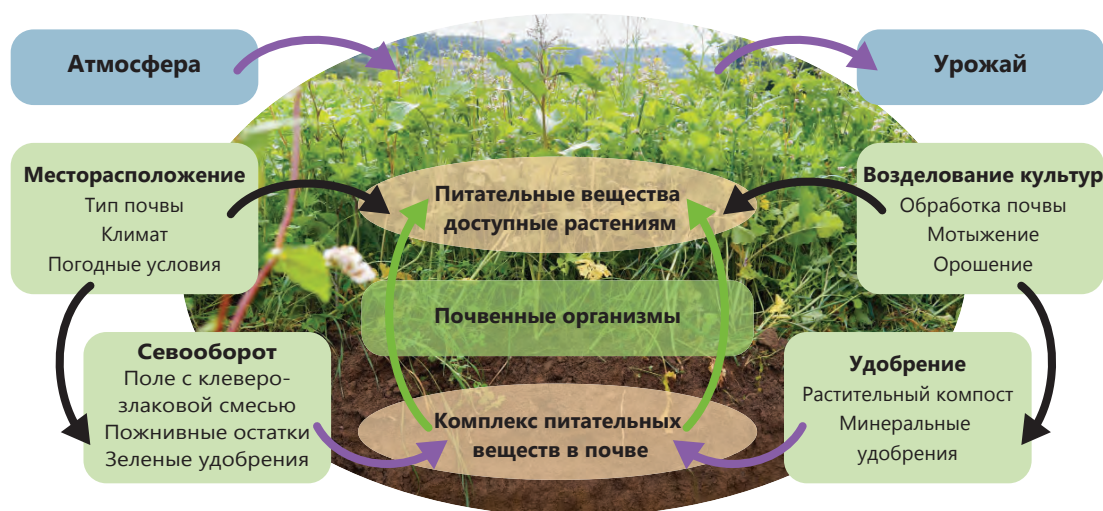 Атмосфера
Урожай
Месторасположение
Тип почвы
Климат
Погодные условия
Питательные вещества
доступные растениям
Возделование культур
Обработка почвы
Мотыжение
Орошение
Почвенные организмы
Севооборот
Поле с клеверо-
злаковой смесью
Пожнивные остатки
Зеленые удобрения
Комплекс питательных
веществ в почве
Удобрение
Растительный компост
Минеральные
удобрения